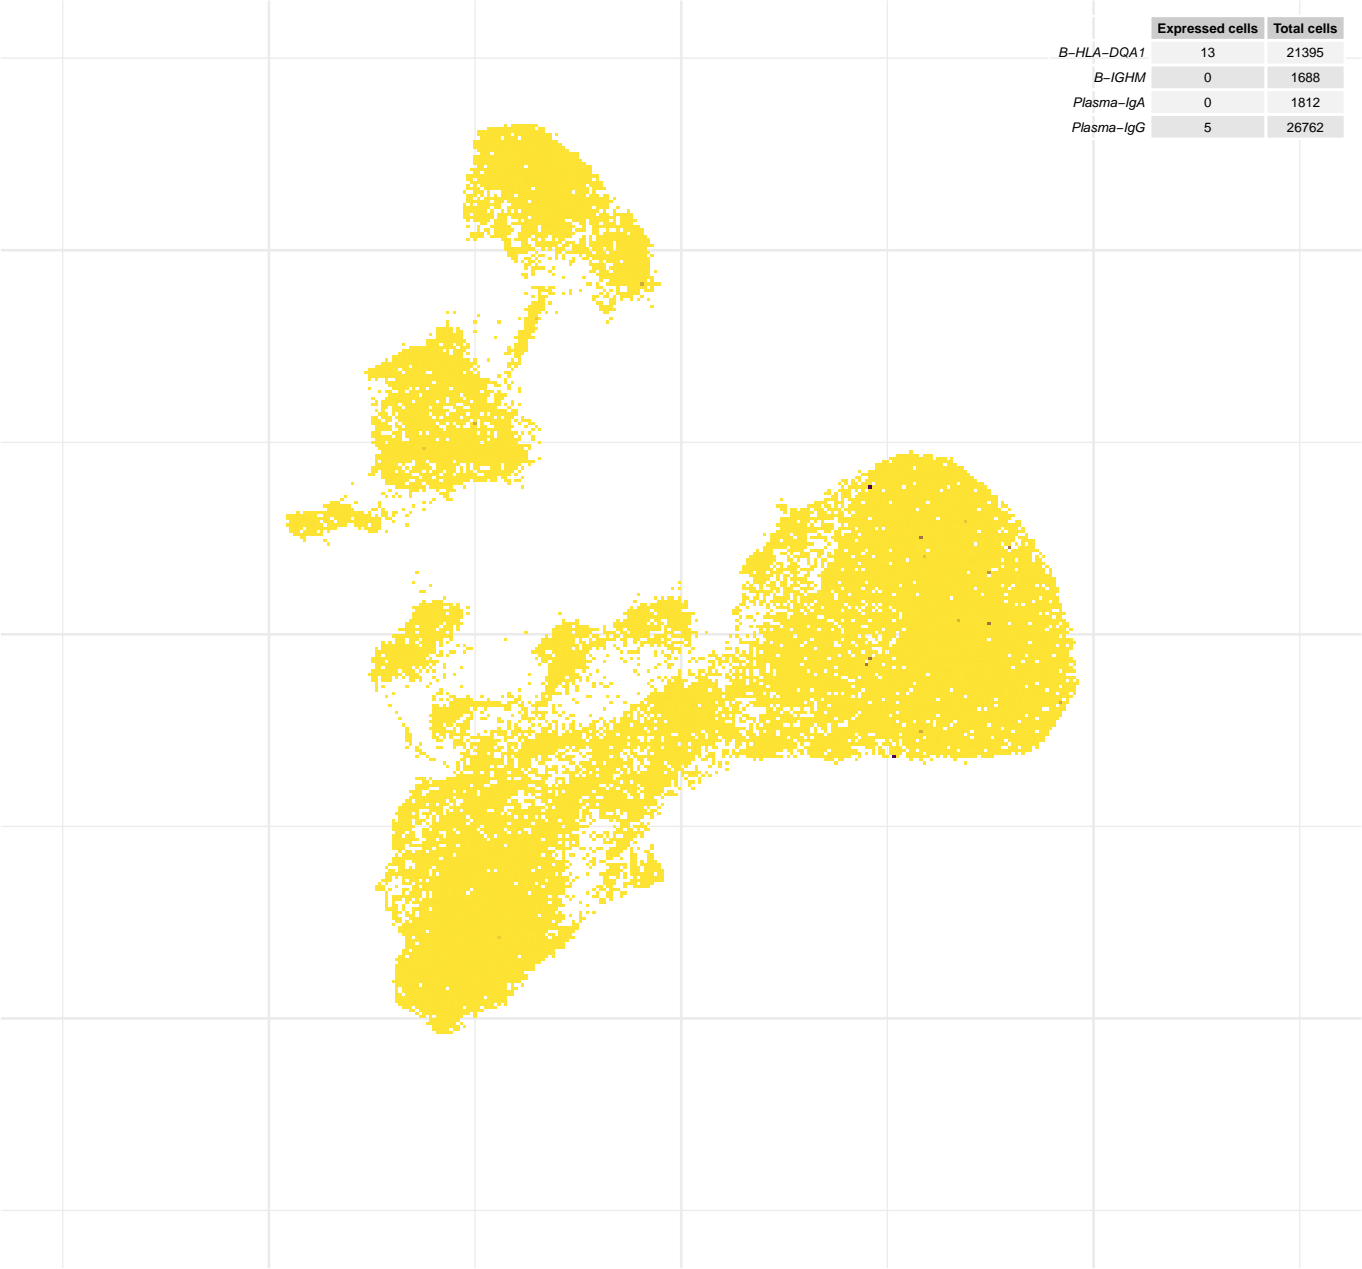 Expressed cells Total cells
B−HLA−DQA1 13 21395
B−IGHM 0 1688
Plasma−IgA 0 1812
Plasma−IgG 5 26762